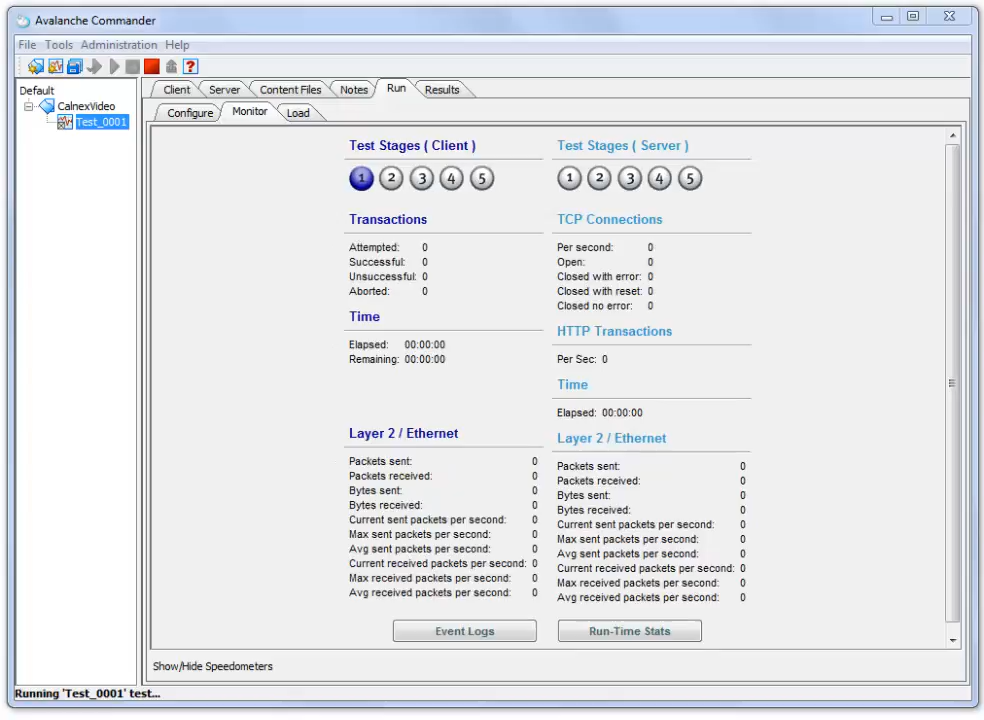 Avalanche Commander
File Tools Administration Help
?
Default
CalnexVideo
Test_0001
Client Server Content Files Notes Run Results
Configure Monitor Load
Test Stages ( Client )
1 2 3 4 5
Transactions
Attempted: 0
Successful: 0
Unsuccessful: 0
Aborted: 0
Time
Elapsed: 00:00:00
Remaining: 00:00:00
Layer 2 / Ethernet
Packets sent: 0
Packets received: 0
Bytes sent: 0
Bytes received: 0
Current sent packets per second: 0
Max sent packets per second: 0
Avg sent packets per second: 0
Current received packets per second: 0
Max received packets per second: 0
Avg received packets per second: 0
Event Logs
Test Stages ( Server )
1 2 3 4 5
TCP Connections
Per second: 0
Open: 0
Closed with error: 0
Closed with reset: 0
Closed no error: 0
HTTP Transactions
Per Sec: 0
Time
Elapsed: 00:00:00
Layer 2 / Ethernet
Packets sent: 0
Packets received: 0
Bytes sent: 0
Bytes received: 0
Current sent packets per second: 0
Max sent packets per second: 0
Avg sent packets per second: 0
Current received packets per second: 0
Max received packets per second: 0
Avg received packets per second: 0
Run-Time Stats
Show/Hide Speedometers
Running 'Test_0001' test...